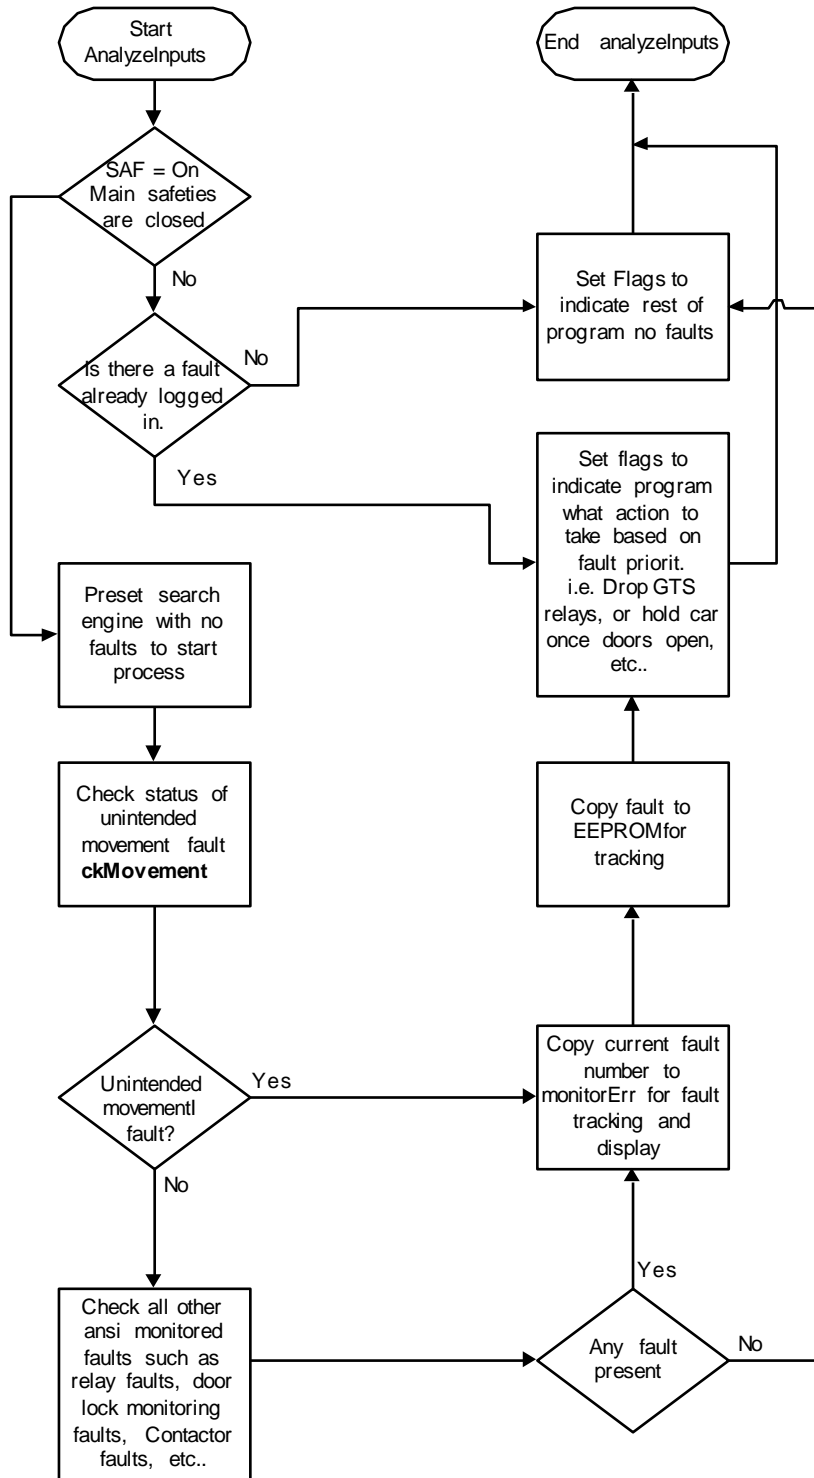 Start
AnalyzeInputs
SAF = On
Main safeties
are closed
No
Is there a fault
already logged
in.
No
Yes
Preset search
engine with no
faults to start
process
Check status of
unintended
movement fault
ckMovement
Unintended
movementl
fault?
Yes
No
Check all other
ansi monitored
faults such as
relay faults, door
lock monitoring
faults, Contactor
faults, etc..
End analyzeInputs
Set Flags to
indicate rest of
program no faults
Set flags to
indicate program
what action to
take based on
fault priorit.
i.e. Drop GTS
relays, or hold car
once doors open,
etc..
Copy fault to
EEPROMfor
tracking
Copy current fault
number to
monitorErr for fault
tracking and
display
Yes
Any fault
present
No